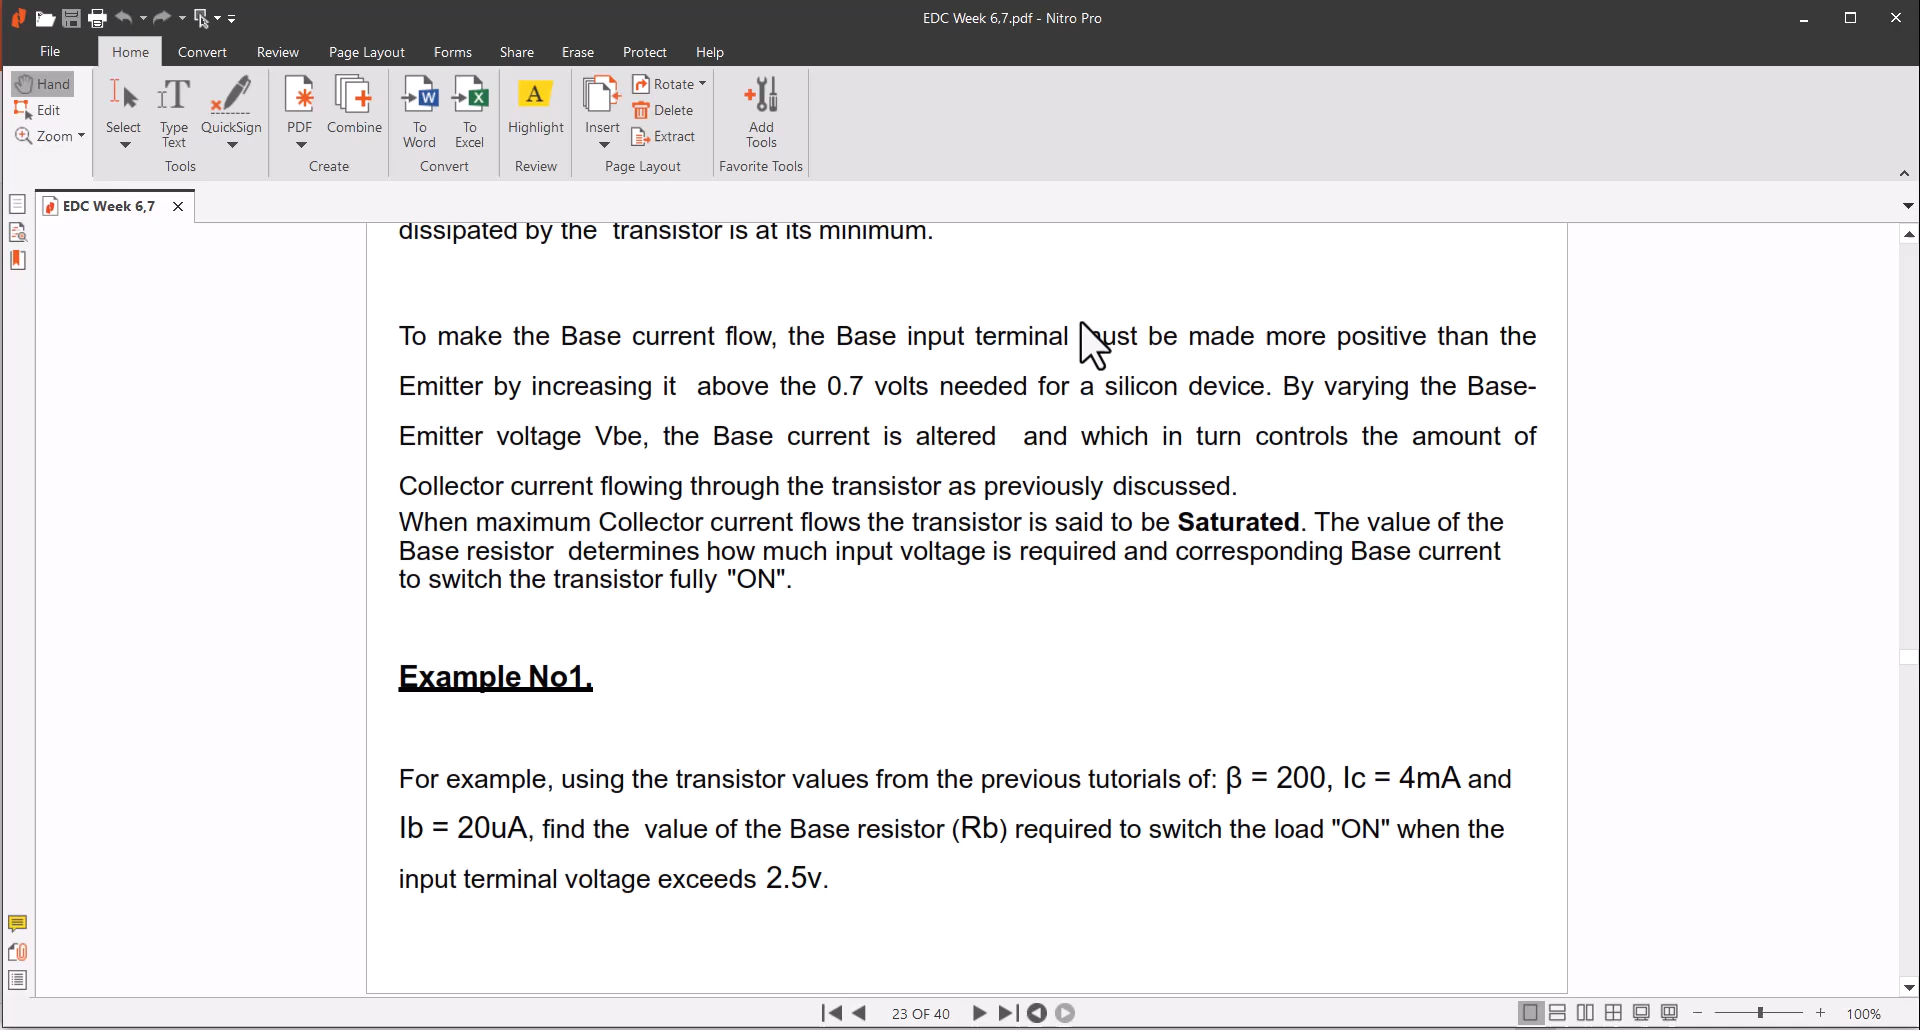 EDC Week 6,7.pdf - Nitro Pro
File Home Convert Review Page Layout Forms Share Erase Protect Help
Hand
Edit
Zoom
Select
Type Text
QuickSign
Tools
PDF
Combine
Create
To Word
To Excel
Convert
A
Highlight
Review
Insert
Rotate
Delete
Extract
Page Layout
Add Tools
Favorite Tools
EDC Week 6,7
dissipated by the transistor is at its minimum.
To make the Base current flow, the Base input terminal must be made more positive than the
Emitter by increasing it above the 0.7 volts needed for a silicon device. By varying the Base-
Emitter voltage Vbe, the Base current is altered and which in turn controls the amount of
Collector current flowing through the transistor as previously discussed.
When maximum Collector current flows the transistor is said to be Saturated. The value of the
Base resistor determines how much input voltage is required and corresponding Base current
to switch the transistor fully "ON".
Example No1.
For example, using the transistor values from the previous tutorials of: β = 200, Ic = 4mA and
Ib = 20uA, find the value of the Base resistor (Rb) required to switch the load "ON" when the
input terminal voltage exceeds 2.5v.
23 OF 40
100%